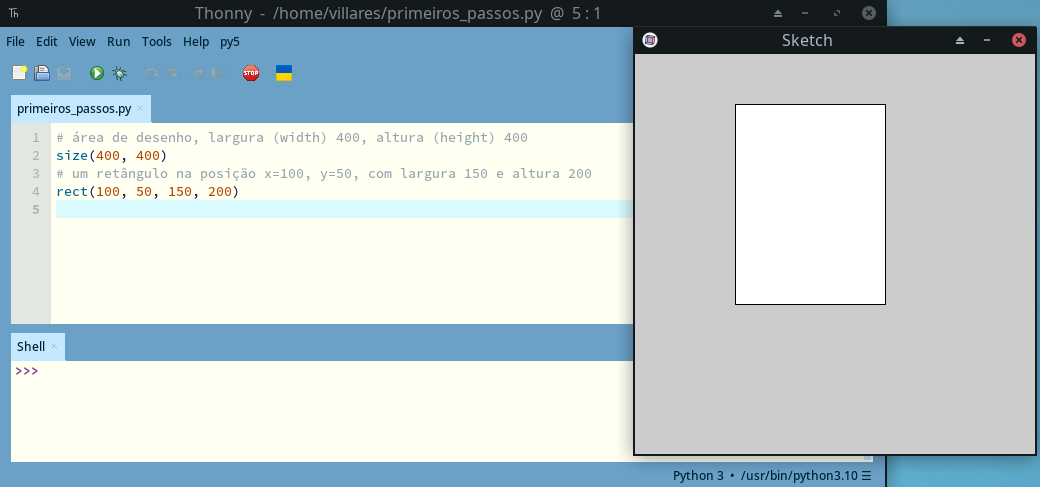 Th Thonny - /home/villares/primeiros_passos.py @ 5 : 1
File Edit View Run Tools Help py5
STOP
primeiros_passos.py ×
1 # área de desenho, largura (width) 400, altura (height) 400
2 size(400, 400)
3 # um retângulo na posição x=100, y=50, com largura 150 e altura 200
4 rect(100, 50, 150, 200)
5
Shell ×
>>>
Python 3 • /usr/bin/python3.10 ☰
Sketch